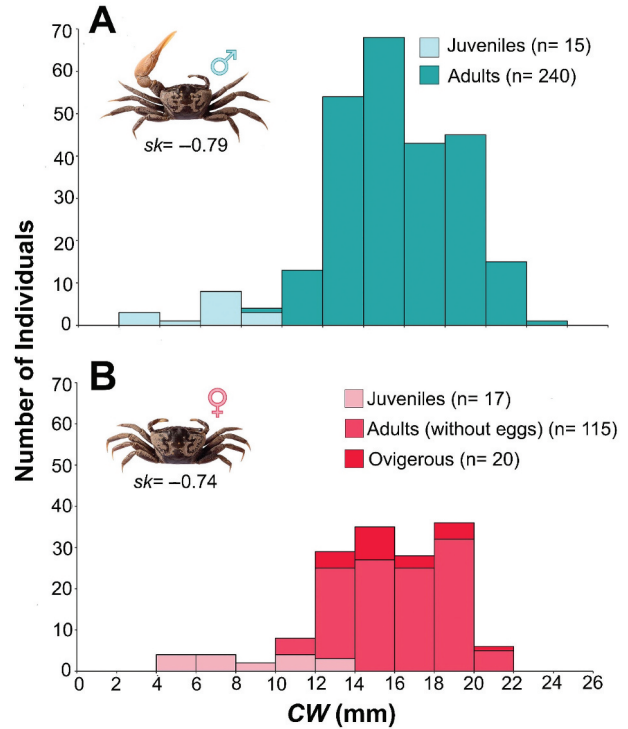 A
70
60
50
40
30
20
10
0
♂
sk= −0.79
Juveniles (n= 15)
Adults (n= 240)
Number of Individuals
B
70
60
50
40
30
20
10
0
♀
sk= −0.74
Juveniles (n= 17)
Adults (without eggs) (n= 115)
Ovigerous (n= 20)
0 2 4 6 8 10 12 14 16 18 20 22 24 26
CW (mm)